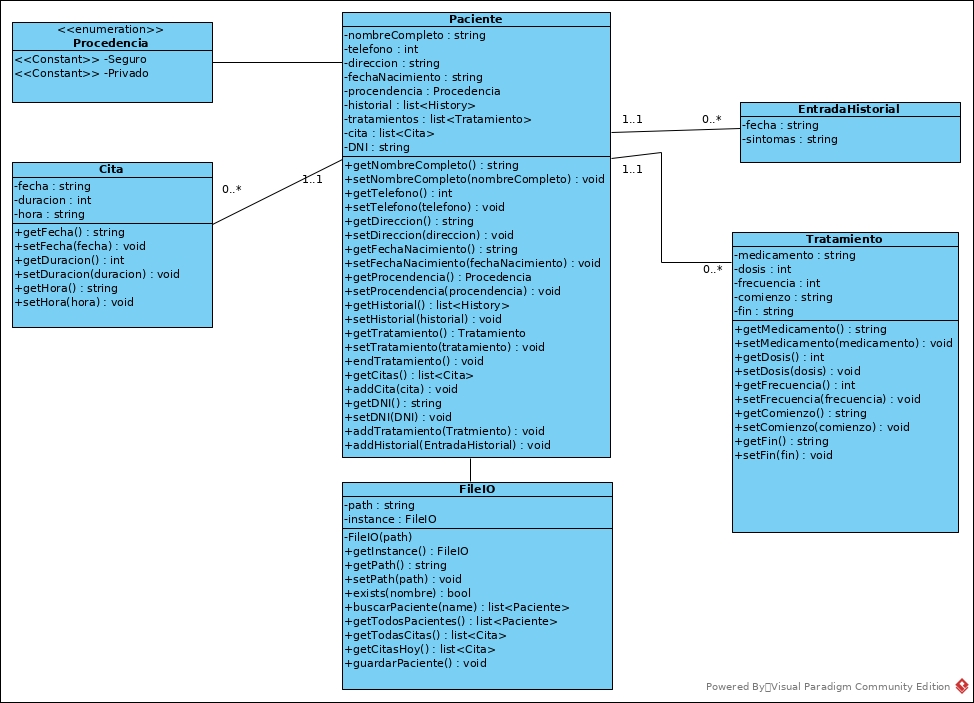 <<enumeration>>
Procedencia
<<Constant>> -Seguro
<<Constant>> -Privado
Cita
-fecha : string
-duracion : int
-hora : string
+getFecha() : string
+setFecha(fecha) : void
+getDuracion() : int
+setDuracion(duracion) : void
+getHora() : string
+setHora(hora) : void
0..*
1..1
Paciente
-nombreCompleto : string
-telefono : int
-direccion : string
-fechaNacimiento : string
-procendencia : Procedencia
-historial : list<History>
-tratamientos : list<Tratamiento>
-cita : list<Cita>
-DNI : string
+getNombreCompleto() : string
+setNombreCompleto(nombreCompleto) : void
+getTelefono() : int
+setTelefono(telefono) : void
+getDireccion() : string
+setDireccion(direccion) : void
+getFechaNacimiento() : string
+setFechaNacimiento(fechaNacimiento) : void
+getProcendencia() : Procedencia
+setProcendencia(procendencia) : void
+getHistorial() : list<History>
+setHistorial(historial) : void
+getTratamiento() : Tratamiento
+setTratamiento(tratamiento) : void
+endTratamiento() : void
+getCitas() : list<Cita>
+addCita(cita) : void
+getDNI() : string
+setDNI(DNI) : void
+addTratamiento(Tratmiento) : void
+addHistorial(EntradaHistorial) : void
1..1
0..*
EntradaHistorial
-fecha : string
-sintomas : string
1..1
0..*
Tratamiento
-medicamento : string
-dosis : int
-frecuencia : int
-comienzo : string
-fin : string
+getMedicamento() : string
+setMedicamento(medicamento) : void
+getDosis() : int
+setDosis(dosis) : void
+getFrecuencia() : int
+setFrecuencia(frecuencia) : void
+getComienzo() : string
+setComienzo(comienzo) : void
+getFin() : string
+setFin(fin) : void
FileIO
-path : string
-instance : FileIO
-FileIO(path)
+getInstance() : FileIO
+getPath() : string
+setPath(path) : void
+exists(nombre) : bool
+buscarPaciente(name) : list<Paciente>
+getTodosPacientes() : list<Paciente>
+getTodasCitas() : list<Cita>
+getCitasHoy() : list<Cita>
+guardarPaciente() : void
Powered By Visual Paradigm Community Edition